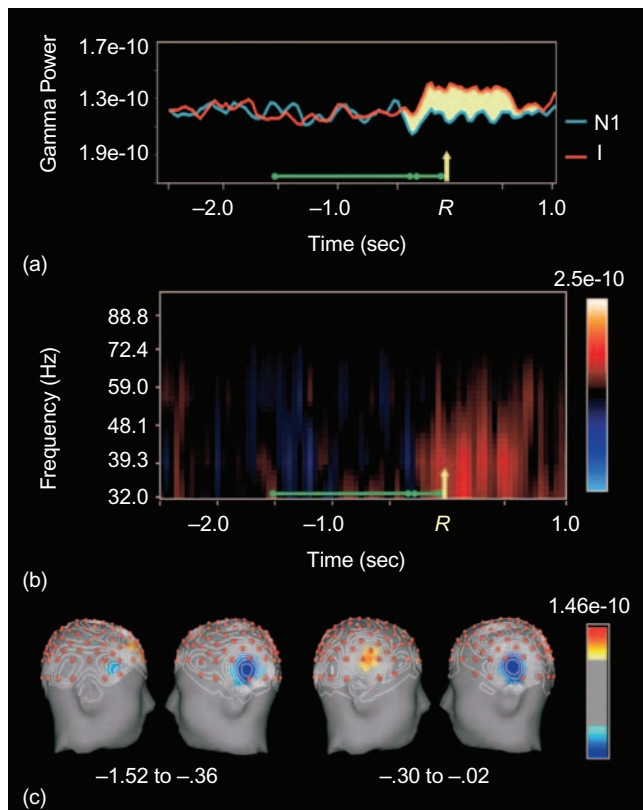 Gamma Power
1.7e-10
1.3e-10
1.9e-10
N1
I
–2.0
–1.0
R
1.0
Time (sec)
(a)
2.5e-10
Frequency (Hz)
88.8
72.4
59.0
48.1
39.3
32.0
–2.0
–1.0
R
1.0
Time (sec)
(b)
1.46e-10
–1.52 to –.36
–.30 to –.02
(c)